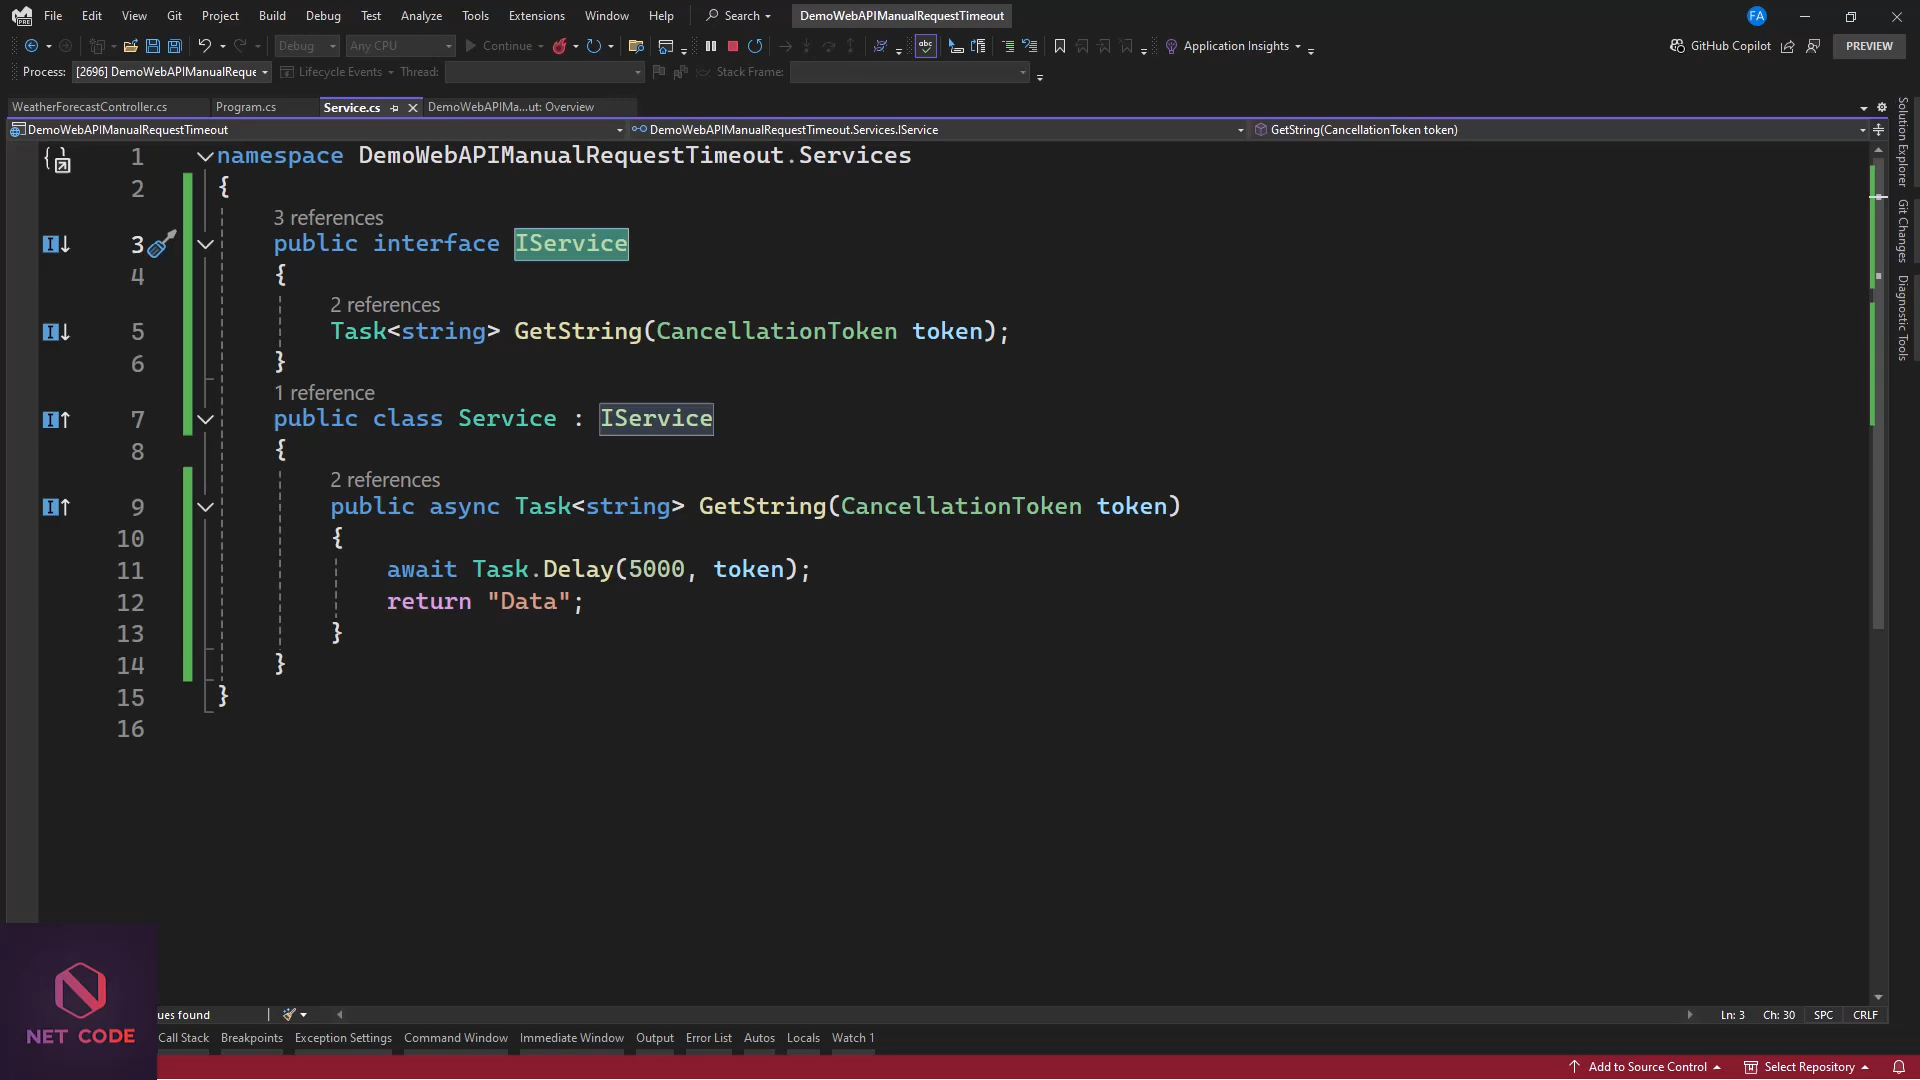 File Edit View Git Project Build Debug Test Analyze Tools Extensions Window Help Search DemoWebAPIManualRequestTimeout FA
Debug Any CPU Continue Application Insights GitHub Copilot PREVIEW
Process: [2696] DemoWebAPIManualReque Lifecycle Events Thread: Stack Frame:
WeatherForecastController.cs Program.cs Service.cs DemoWebAPIMa...ut: Overview
DemoWebAPIManualRequestTimeout DemoWebAPIManualRequestTimeout.Services.IService GetString(CancellationToken token)
1 namespace DemoWebAPIManualRequestTimeout.Services
2 {
3 references
3 public interface IService
4 {
2 references
5 Task<string> GetString(CancellationToken token);
6 }
1 reference
7 public class Service : IService
8 {
2 references
9 public async Task<string> GetString(CancellationToken token)
10 {
11 await Task.Delay(5000, token);
12 return "Data";
13 }
14 }
15 }
16
Solution Explorer
Git Changes
Diagnostic Tools
NET CODE
ues found Ln: 3 Ch: 30 SPC CRLF
Call Stack Breakpoints Exception Settings Command Window Immediate Window Output Error List Autos Locals Watch 1
Add to Source Control Select Repository